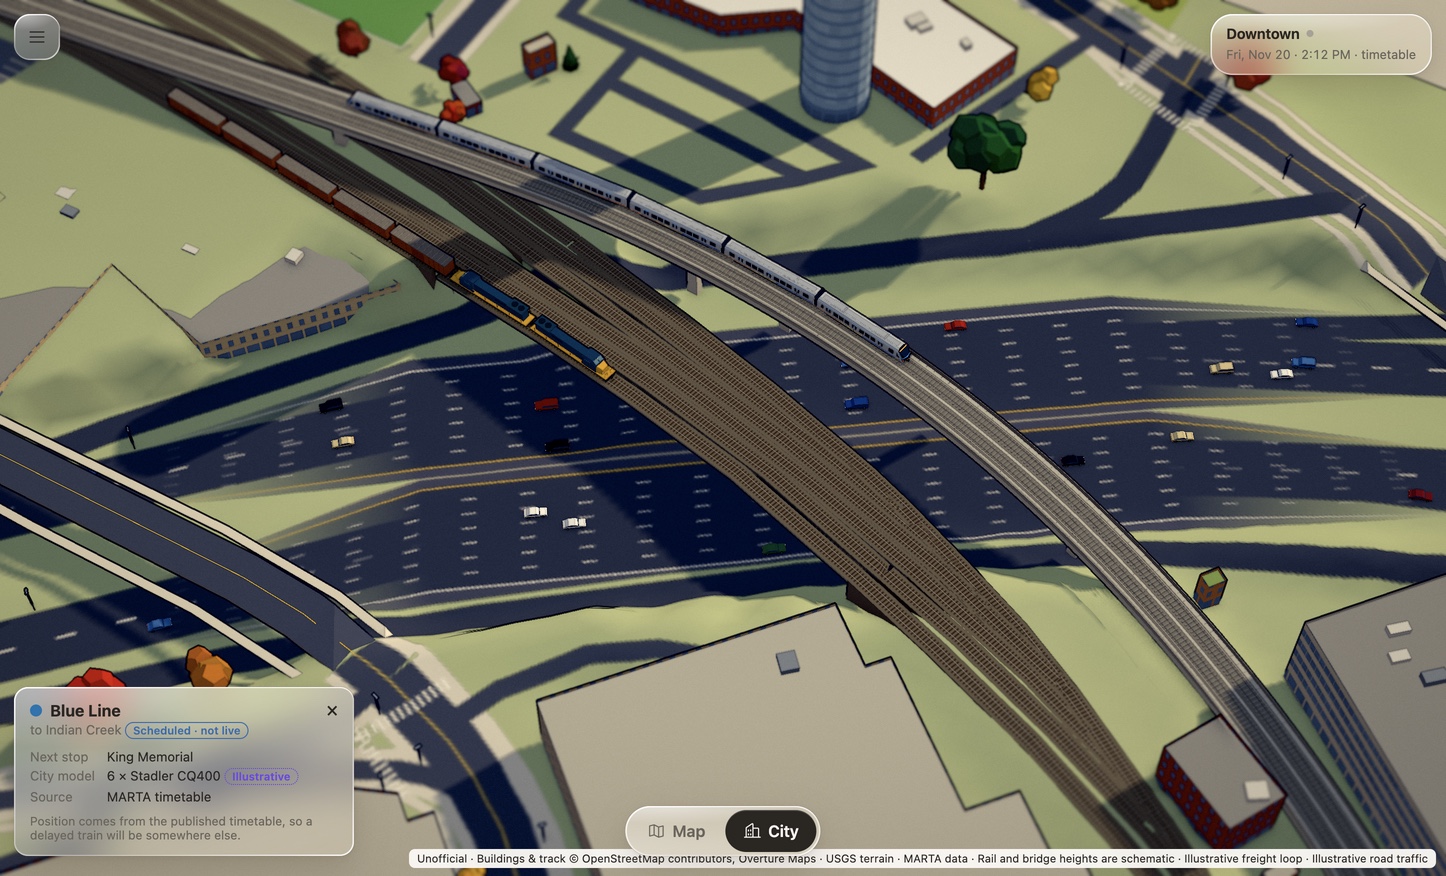 Downtown
Fri, Nov 20 · 2:12 PM · timetable
Blue Line
to Indian Creek Scheduled · not live
Next stop King Memorial
City model 6 × Stadler CQ400 Illustrative
Source MARTA timetable
Position comes from the published timetable, so a
delayed train will be somewhere else.
Map City
Unofficial · Buildings & track © OpenStreetMap contributors, Overture Maps · USGS terrain · MARTA data · Rail and bridge heights are schematic · Illustrative freight loop · Illustrative road traffic